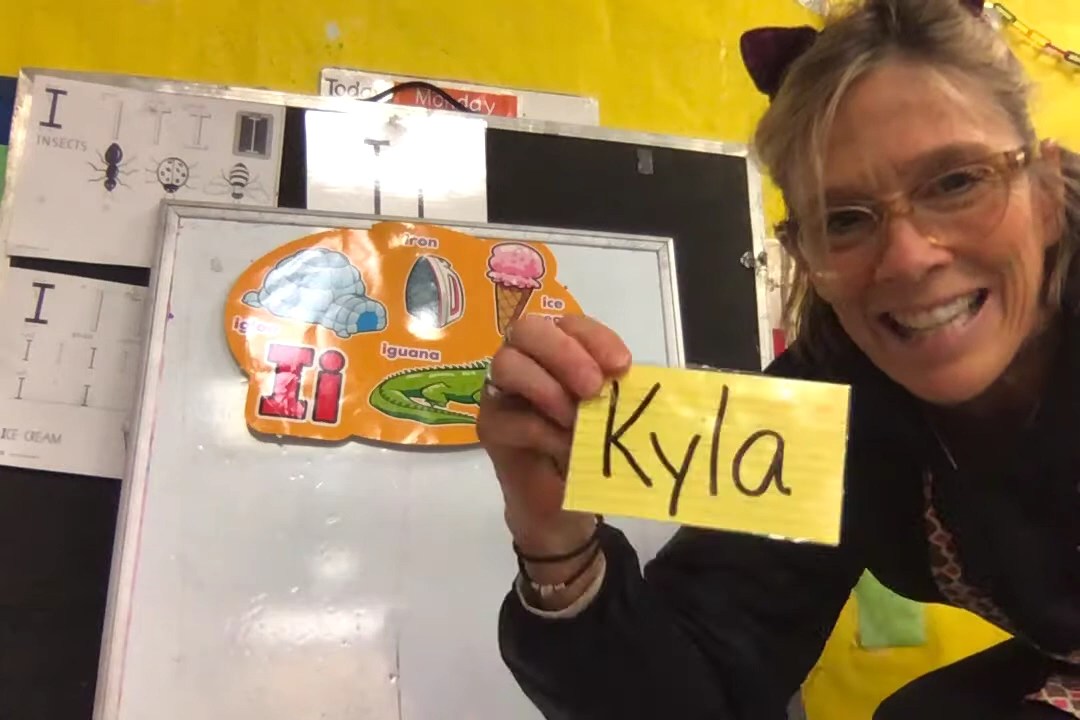 Today Monday
I I I I
INSECTS
I
iron
igloo
ice
Ii
iguana
Kyla
I I
I I
I I
ICE CREAM